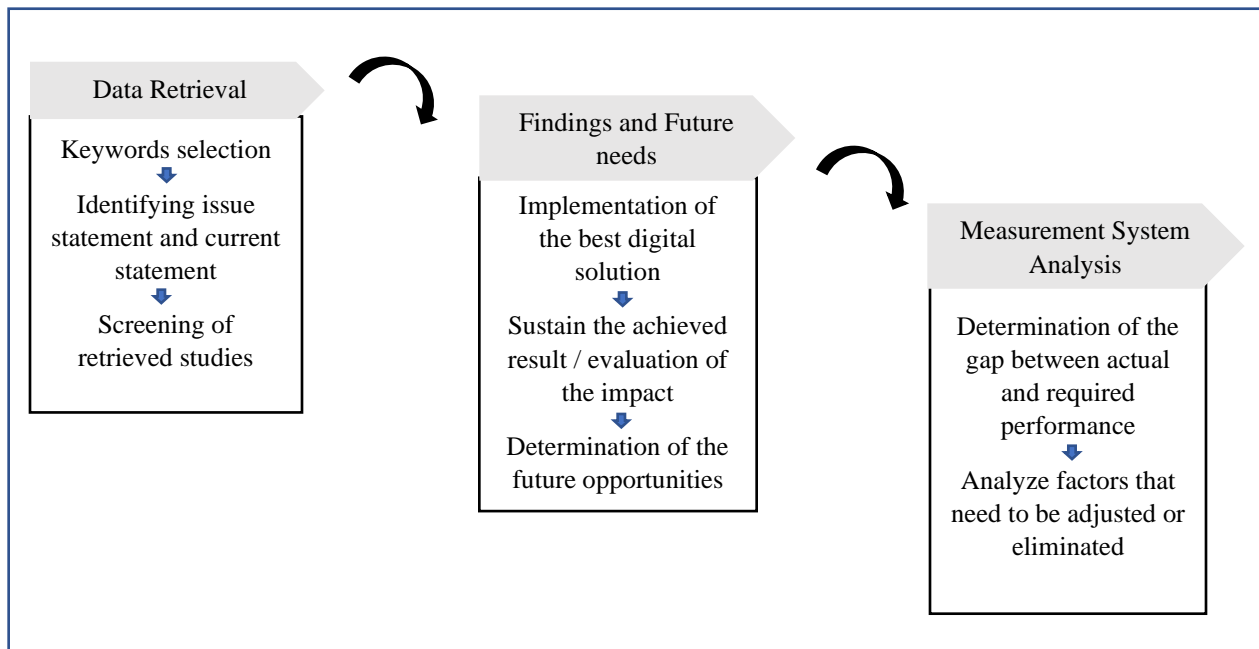 Data Retrieval
Keywords selection
Identifying issue
statement and current
statement
Screening of
retrieved studies
Findings and Future
needs
Implementation of
the best digital
solution
Sustain the achieved
result / evaluation of
the impact
Determination of the
future opportunities
Measurement System
Analysis
Determination of the
gap between actual
and required
performance
Analyze factors that
need to be adjusted or
eliminated